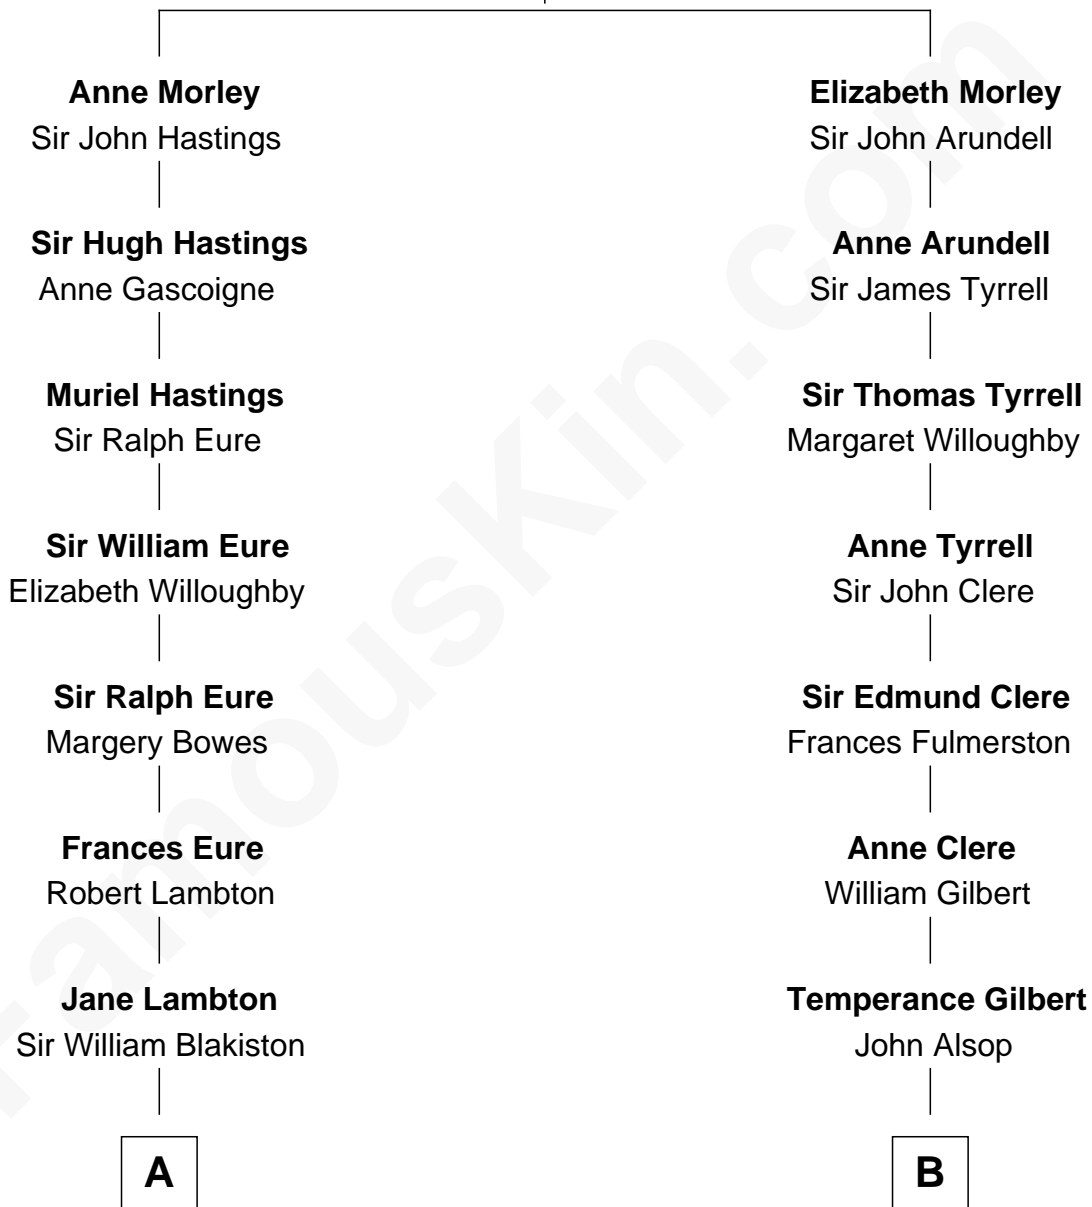 Anne Morley
Sir John Hastings
Elizabeth Morley
Sir John Arundell
Sir Hugh Hastings
Anne Gascoigne
Anne Arundell
Sir James Tyrrell
Muriel Hastings
Sir Ralph Eure
Sir Thomas Tyrrell
Margaret Willoughby
Sir William Eure
Elizabeth Willoughby
Anne Tyrrell
Sir John Clere
Sir Ralph Eure
Margery Bowes
Sir Edmund Clere
Frances Fulmerston
Frances Eure
Robert Lambton
Anne Clere
William Gilbert
Jane Lambton
Sir William Blakiston
Temperance Gilbert
John Alsop
A
B
FamousKin.com